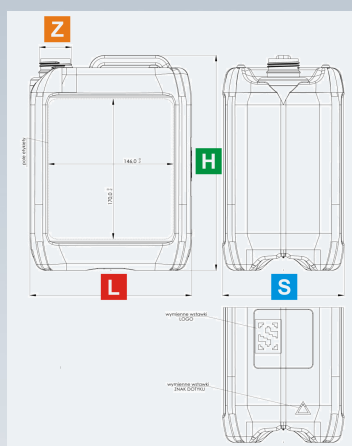 Z
pole etykiety
146,0
H
170,0
L
S
wymienne wstawki
LOGO
wymienne wstawki
ZNAK DOTYKU